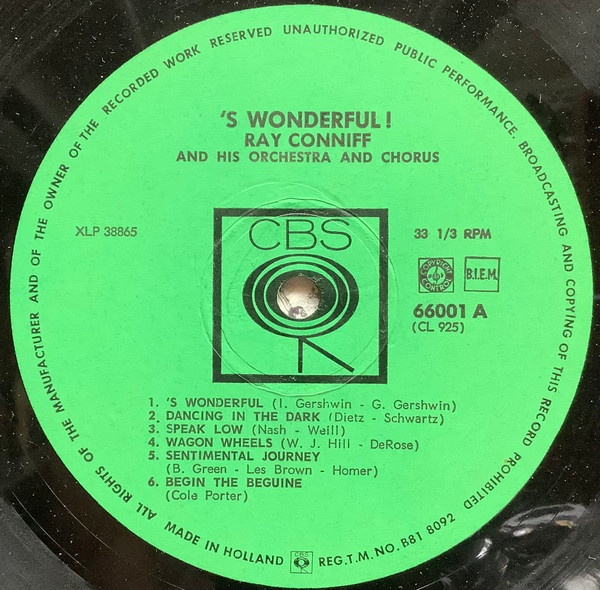 ALL RIGHTS OF THE MANUFACTURER AND OF THE OWNER OF THE RECORDED WORK RESERVED UNAUTHORIZED PUBLIC PERFORMANCE. BROADCASTING AND COPYING OF THIS RECORD PROHIBITED
'S WONDERFUL!
RAY CONNIFF
AND HIS ORCHESTRA AND CHORUS
XLP 38865
CBS
33 1/3 RPM
COPYRIGHT CONTROL
B.I.E.M.
66001 A
(CL 925)
1. 'S WONDERFUL (I. Gershwin - G. Gershwin)
2. DANCING IN THE DARK (Dietz - Schwartz)
3. SPEAK LOW (Nash - Weill)
4. WAGON WHEELS (W. J. Hill - DeRose)
5. SENTIMENTAL JOURNEY
(B. Green - Les Brown - Homer)
6. BEGIN THE BEGUINE
(Cole Porter)
MADE IN HOLLAND CBS REG.T.M.NO. B81 8092